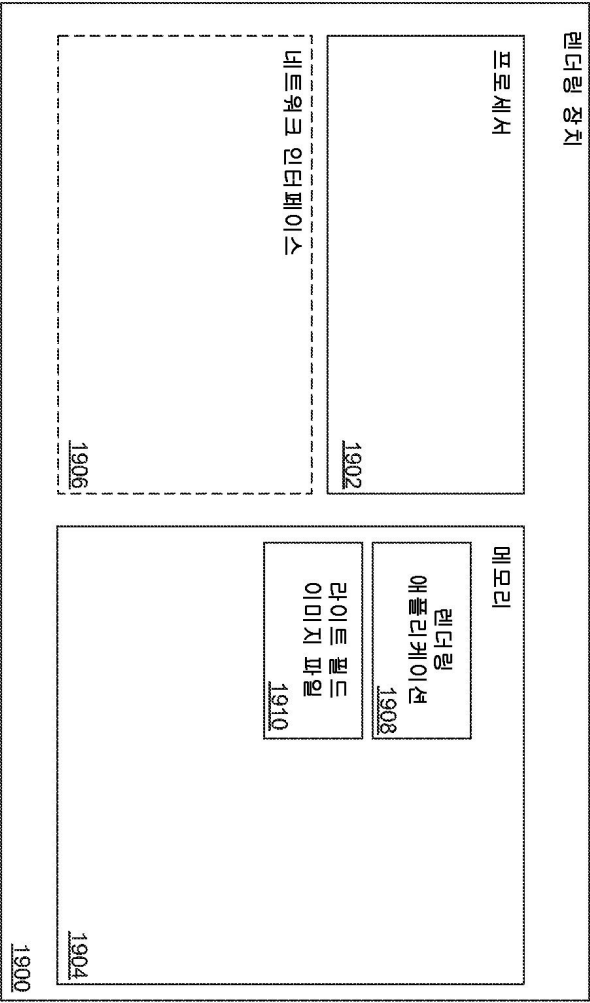 렌더링 장치
프로세서
1902
메모리
렌더링
애플리케이션
1908
라이트 필드
이미지 파일
1910
1904
네트워크 인터페이스
1906
1900